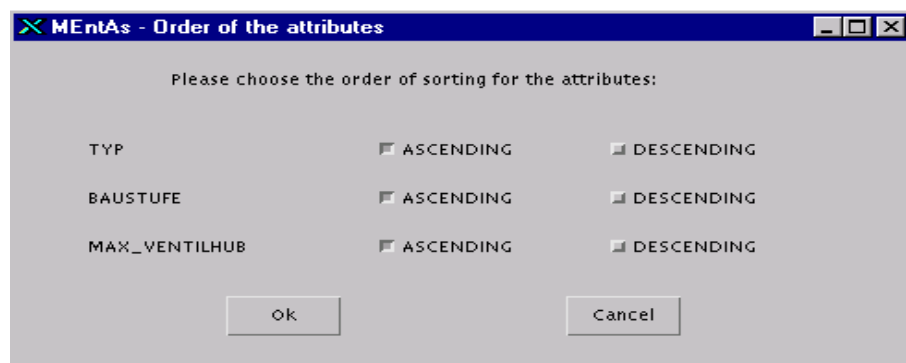 MEntAs - Order of the attributes
Please choose the order of sorting for the attributes:
TYP ASCENDING DESCENDING
BAUSTUFE ASCENDING DESCENDING
MAX_VENTILHUB ASCENDING DESCENDING
Ok Cancel